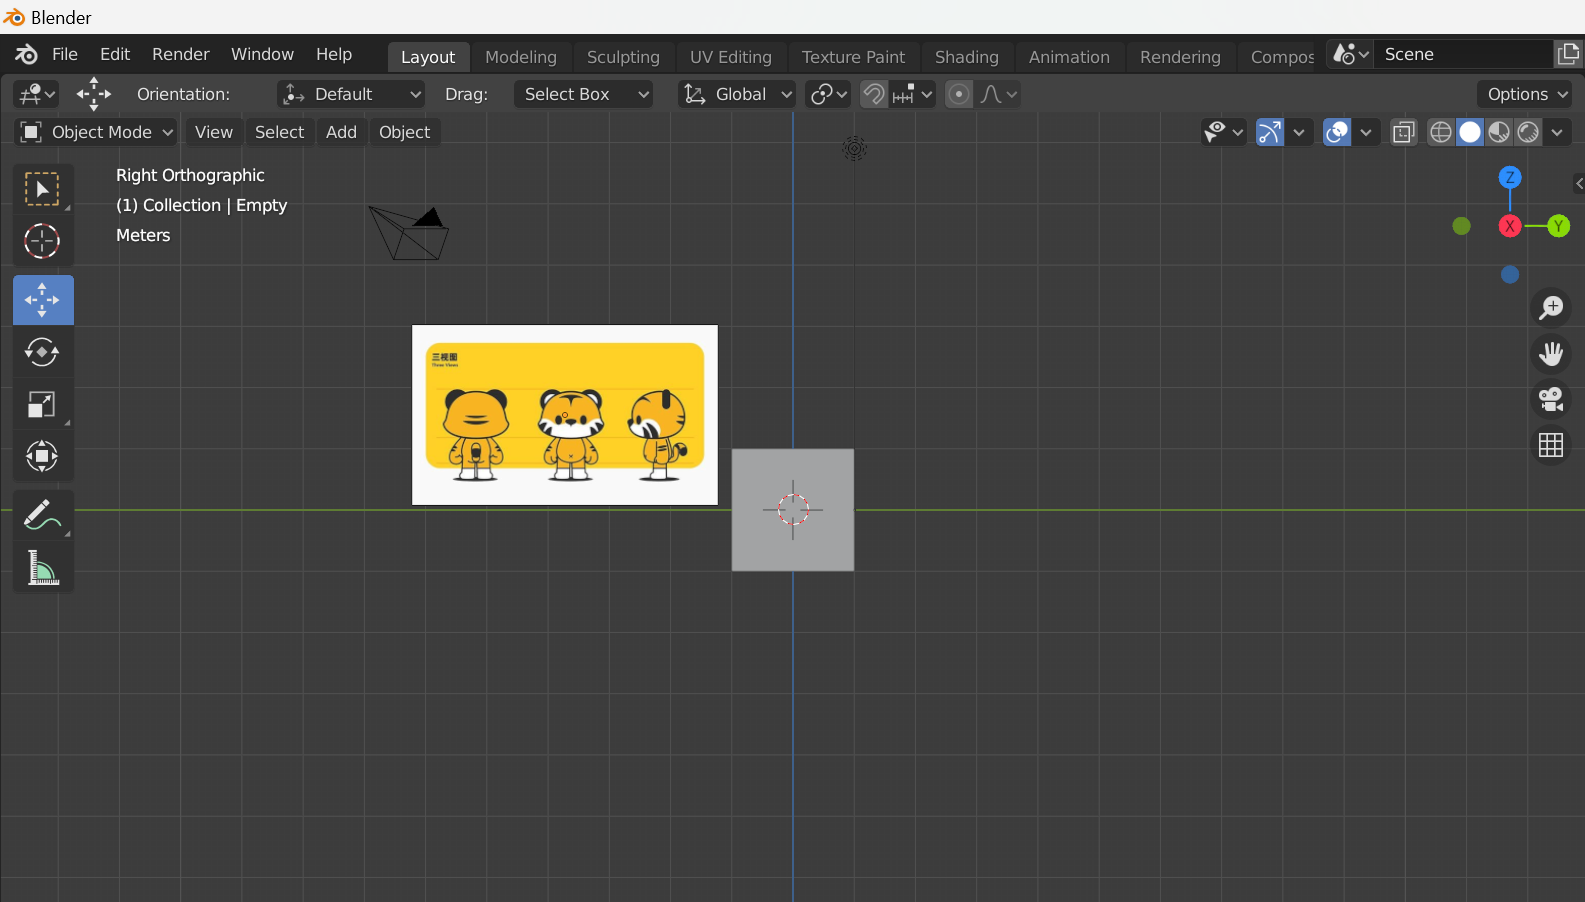 Blender
File Edit Render Window Help Layout Modeling Sculpting UV Editing Texture Paint Shading Animation Rendering Compos Scene
Orientation: Default Drag: Select Box Global Options
Object Mode View Select Add Object
Right Orthographic
(1) Collection | Empty
Meters
Z
X Y
三视图
Three Views